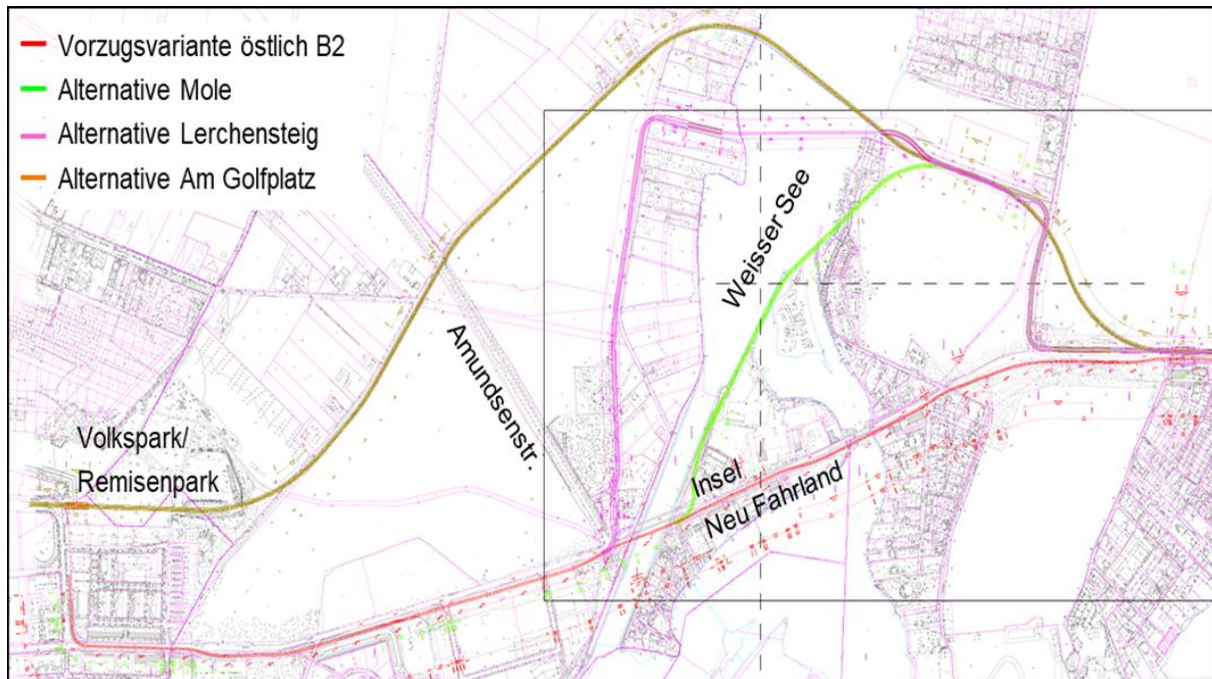 Vorzugsvariante östlich B2
Alternative Mole
Alternative Lerchensteig
Alternative Am Golfplatz
Weisser See
Amundsenstr.
Volkspark/
Remisenpark
Insel
Neu Fahrland